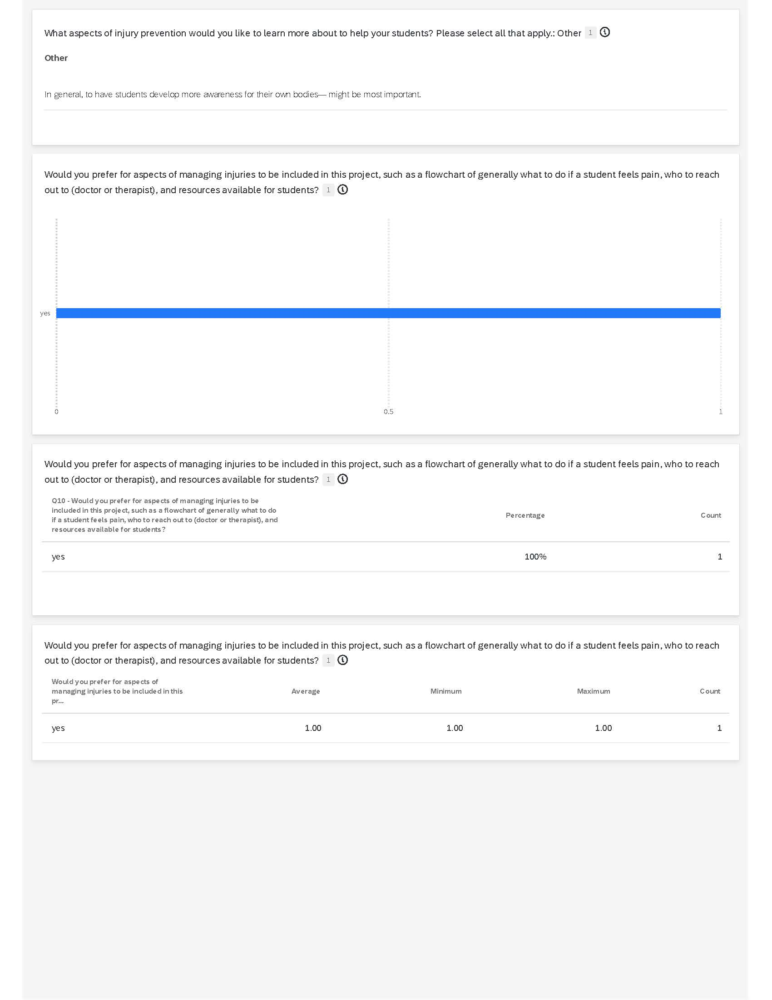 What aspects of injury prevention would you like to learn more about to help your students? Please select all that apply.: Other 1
Other
In general, to have students develop more awareness for their own bodies— might be most important.
Would you prefer for aspects of managing injuries to be included in this project, such as a flowchart of generally what to do if a student feels pain, who to reach
out to (doctor or therapist), and resources available for students? 1
yes
0 0.5 1
Would you prefer for aspects of managing injuries to be included in this project, such as a flowchart of generally what to do if a student feels pain, who to reach
out to (doctor or therapist), and resources available for students? 1
Q10 - Would you prefer for aspects of managing injuries to be
included in this project, such as a flowchart of generally what to do
if a student feels pain, who to reach out to (doctor or therapist), and
resources available for students?
Percentage Count
yes 100% 1
Would you prefer for aspects of managing injuries to be included in this project, such as a flowchart of generally what to do if a student feels pain, who to reach
out to (doctor or therapist), and resources available for students? 1
Would you prefer for aspects of
managing injuries to be included in this
pr...
Average Minimum Maximum Count
yes 1.00 1.00 1.00 1